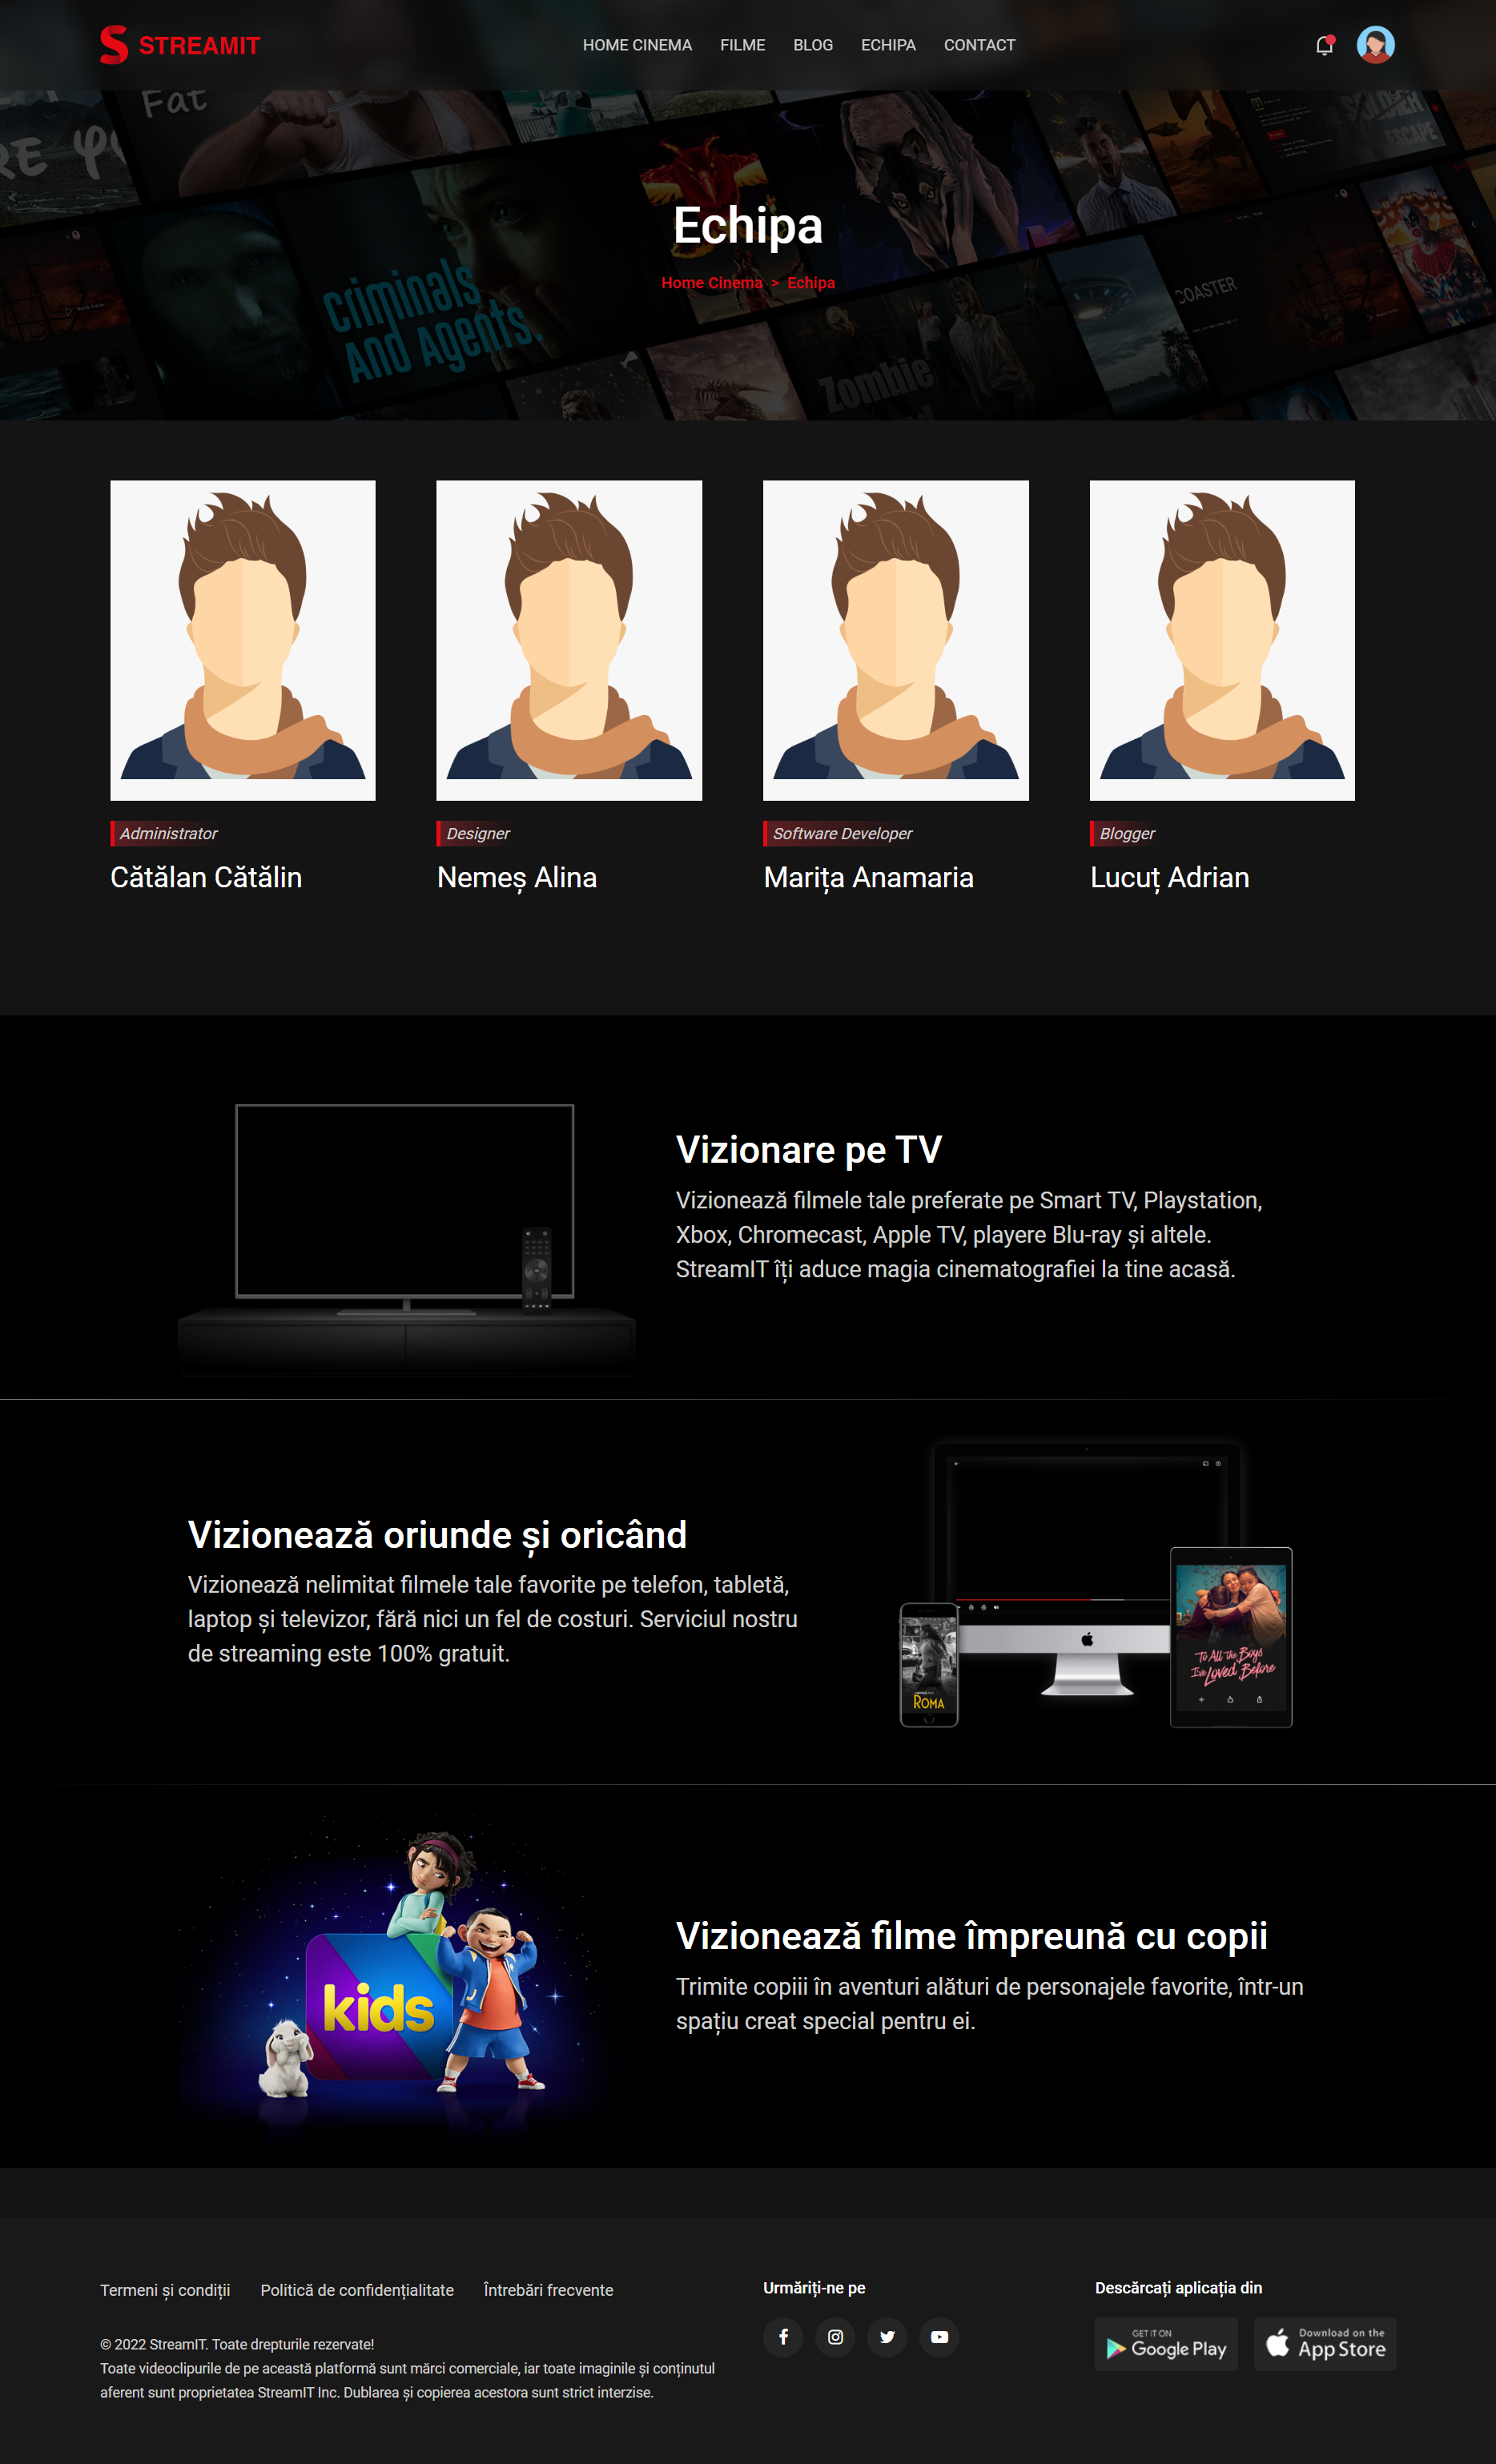 STREAMIT
HOME CINEMA
FILME
BLOG
ECHIPA
CONTACT
Fat
RE
Criminals
AND Agents.
COASTER
ESCAPE
Zombie
Echipa
Home Cinema > Echipa
Administrator
Cătălan Cătălin
Designer
Nemeș Alina
Software Developer
Marița Anamaria
Blogger
Lucuț Adrian
Vizionare pe TV
Vizionează filmele tale preferate pe Smart TV, Playstation,
Xbox, Chromecast, Apple TV, playere Blu-ray și altele.
StreamIT îți aduce magia cinematografiei la tine acasă.
Vizionează oriunde și oricând
Vizionează nelimitat filmele tale favorite pe telefon, tabletă,
laptop și televizor, fără nici un fel de costuri. Serviciul nostru
de streaming este 100% gratuit.
ROMA
To All the Boys
I've Loved Before
kids
Vizionează filme împreună cu copii
Trimite copiii în aventuri alături de personajele favorite, într-un
spațiu creat special pentru ei.
Termeni și condiții
Politică de confidențialitate
Întrebări frecvente
© 2022 StreamIT. Toate drepturile rezervate!
Toate videoclipurile de pe această platformă sunt mărci comerciale, iar toate imaginile și conținutul
aferent sunt proprietatea StreamIT Inc. Dublarea și copierea acestora sunt strict interzise.
Urmăriți-ne pe
Descărcați aplicația din
GET IT ON
Google Play
Download on the
App Store